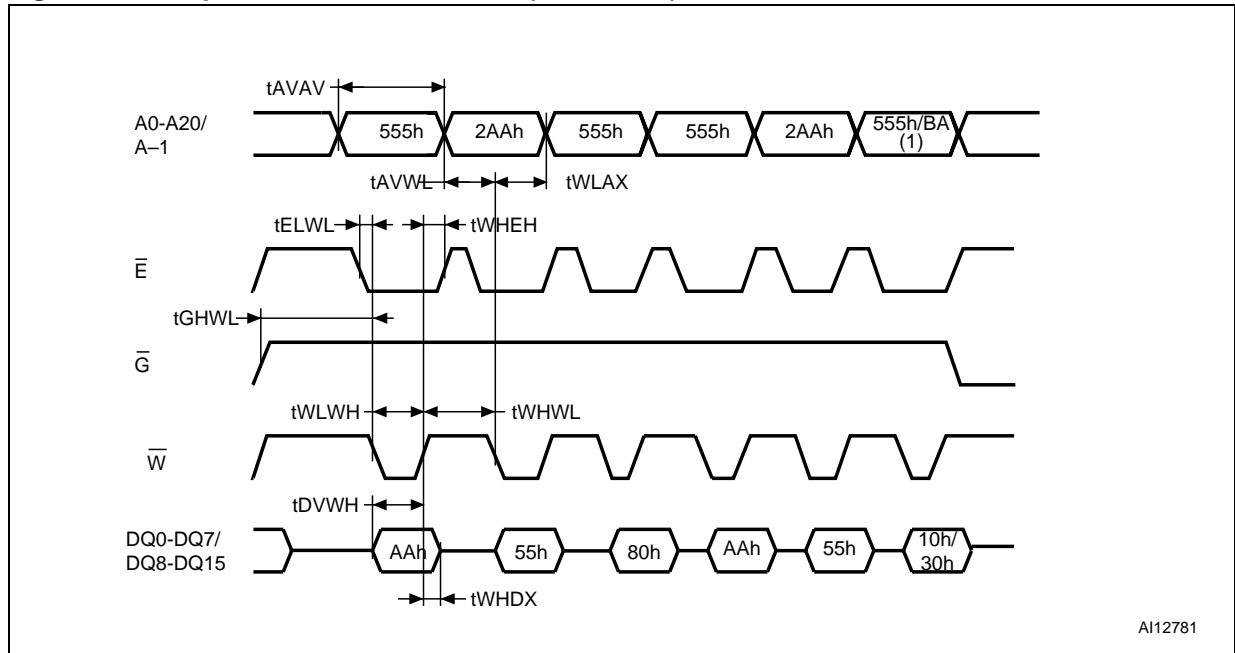 tAVAV
A0-A20/
A–1
555h 2AAh 555h 555h 2AAh 555h/BA
(1)
tAVWL tWLAX
tELWL tWHEH
E
tGHWL
G
tWLWH tWHWL
W
tDVWH
DQ0-DQ7/
DQ8-DQ15
AAh 55h 80h AAh 55h 10h/
30h
tWHDX
AI12781